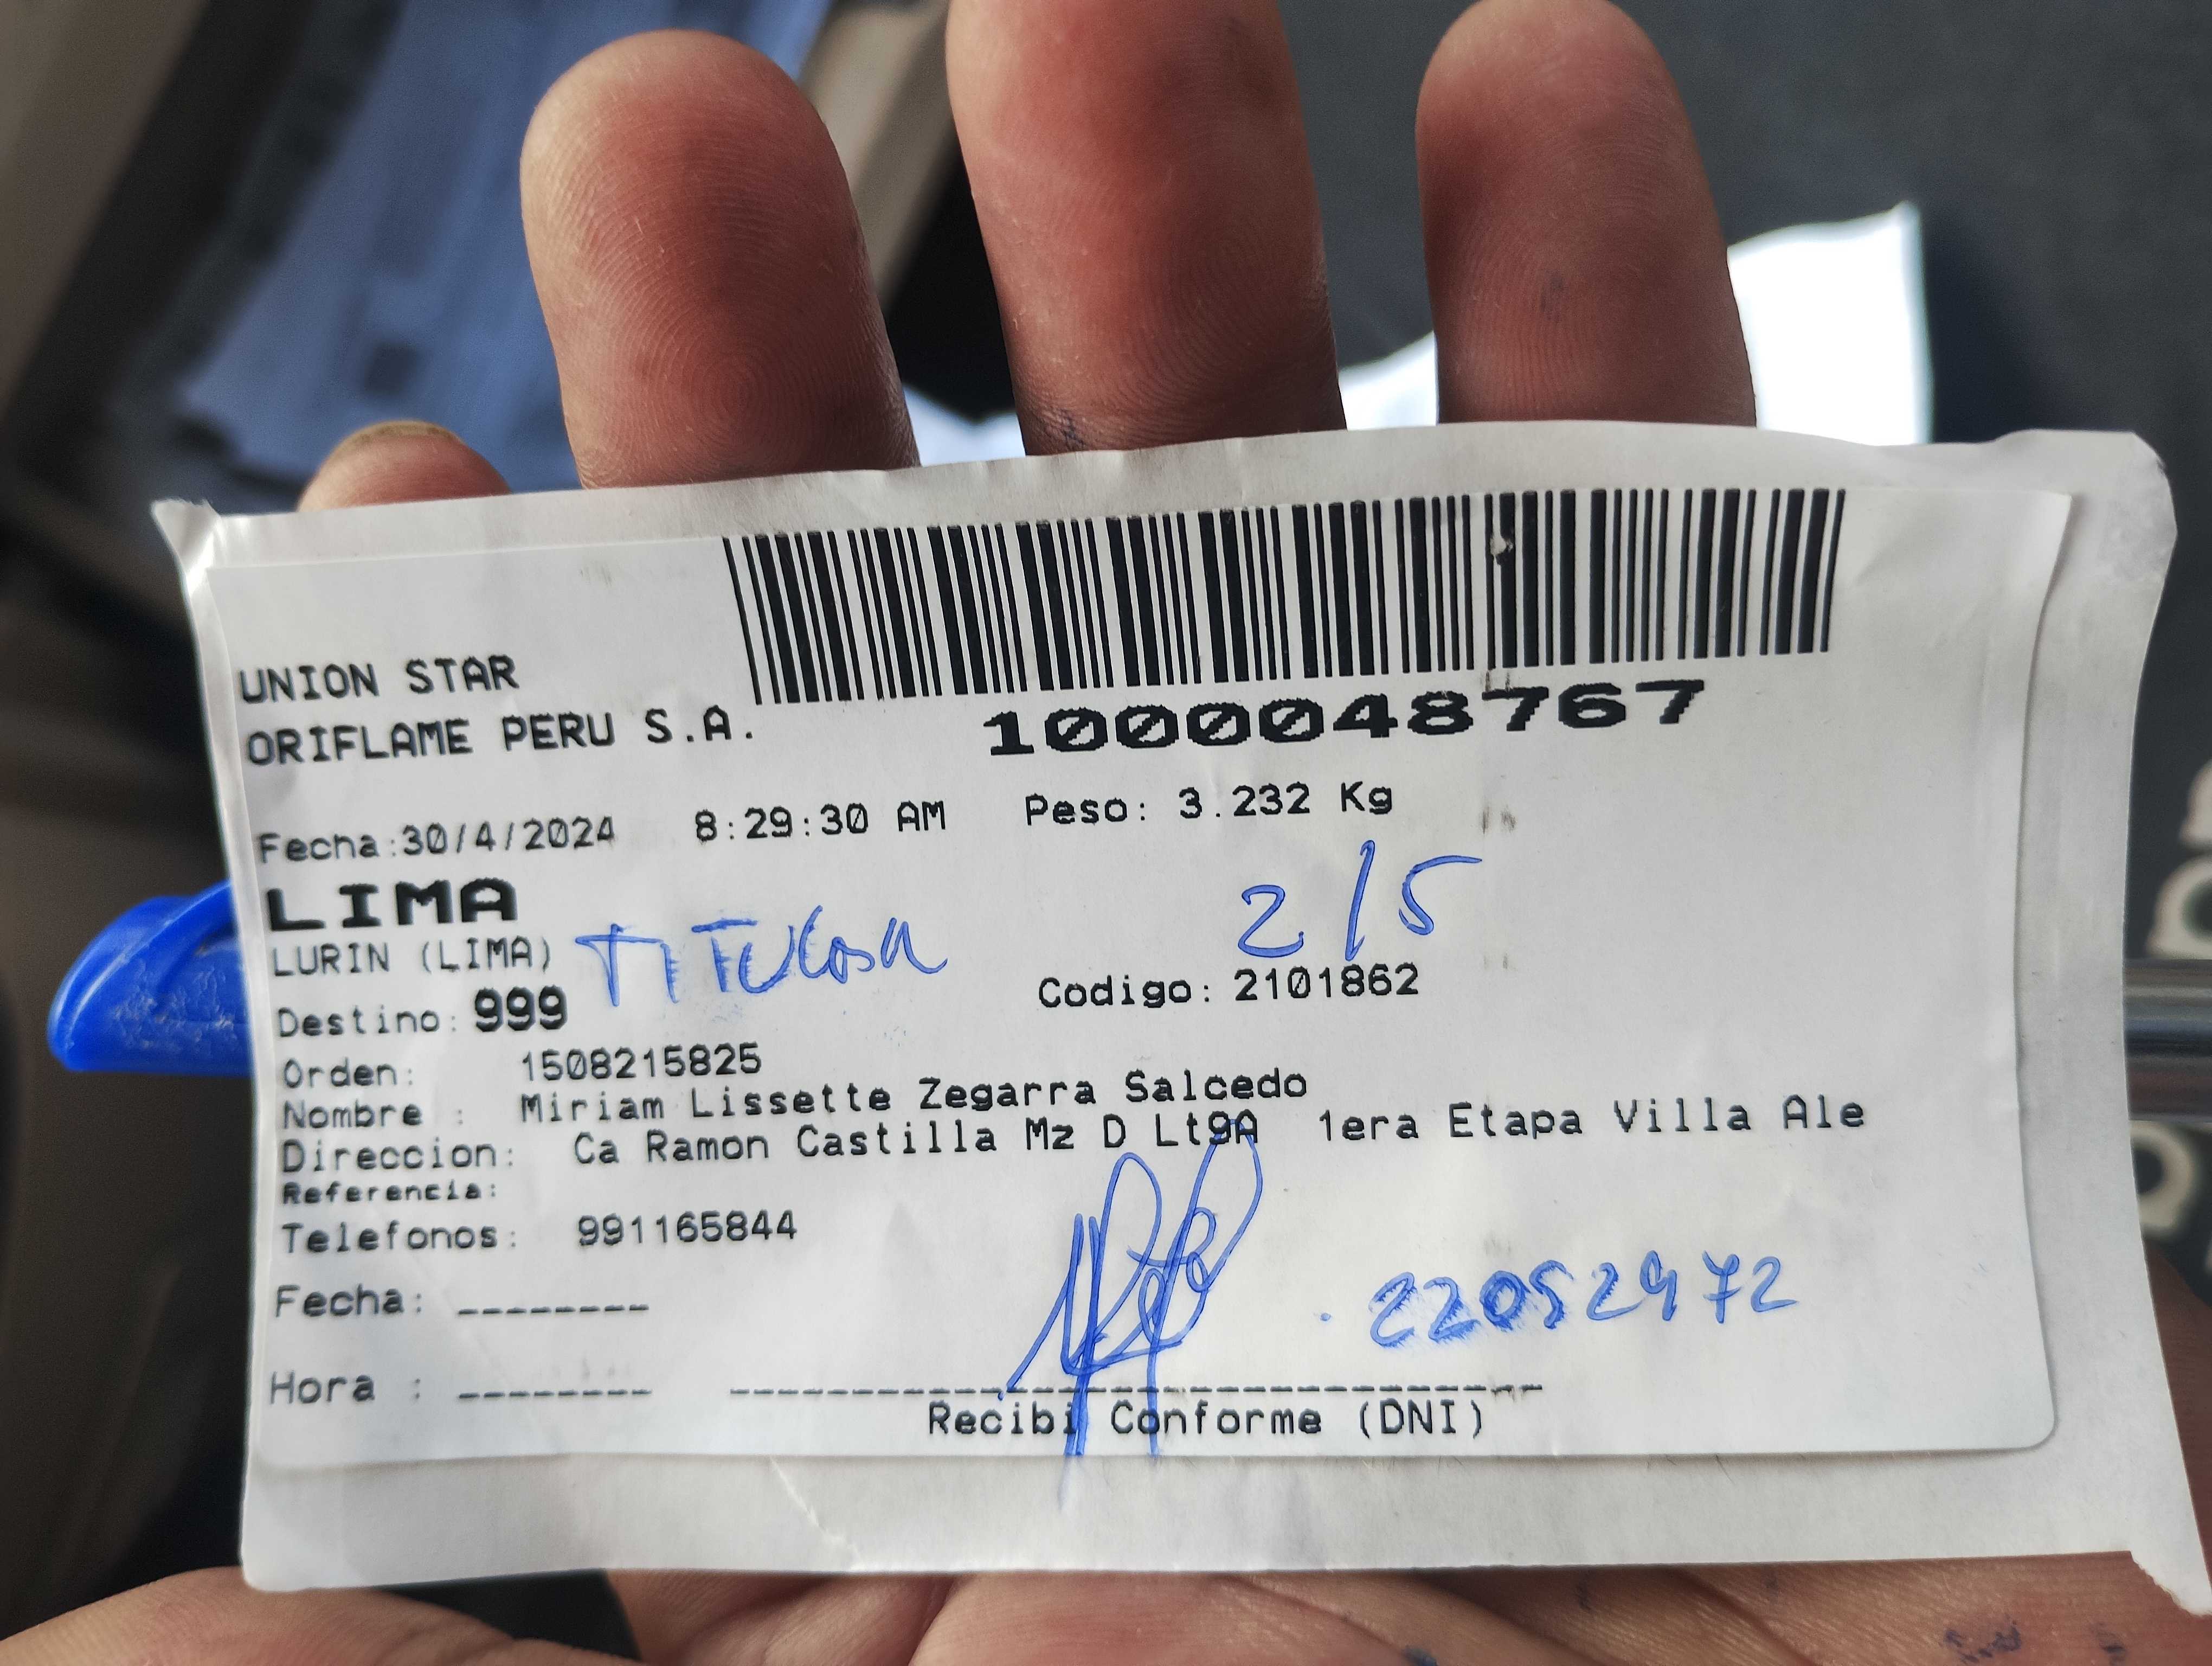 UNION STAR
ORIFLAME PERU S.A.
1000048767
Fecha:30/4/2024 8:29:30 AM Peso: 3.232 Kg
LIMA
2/5
LURIN (LIMA) TITULAR
Destino: 999 Codigo: 2101862
Orden: 1508215825
Nombre : Miriam Lissette Zegarra Salcedo
Direccion: Ca Ramon Castilla Mz D Lt9A 1era Etapa Villa Ale
Referencia:
Telefonos: 991165844
Fecha: --------
22052972
Hora : --------
Recibi Conforme (DNI)